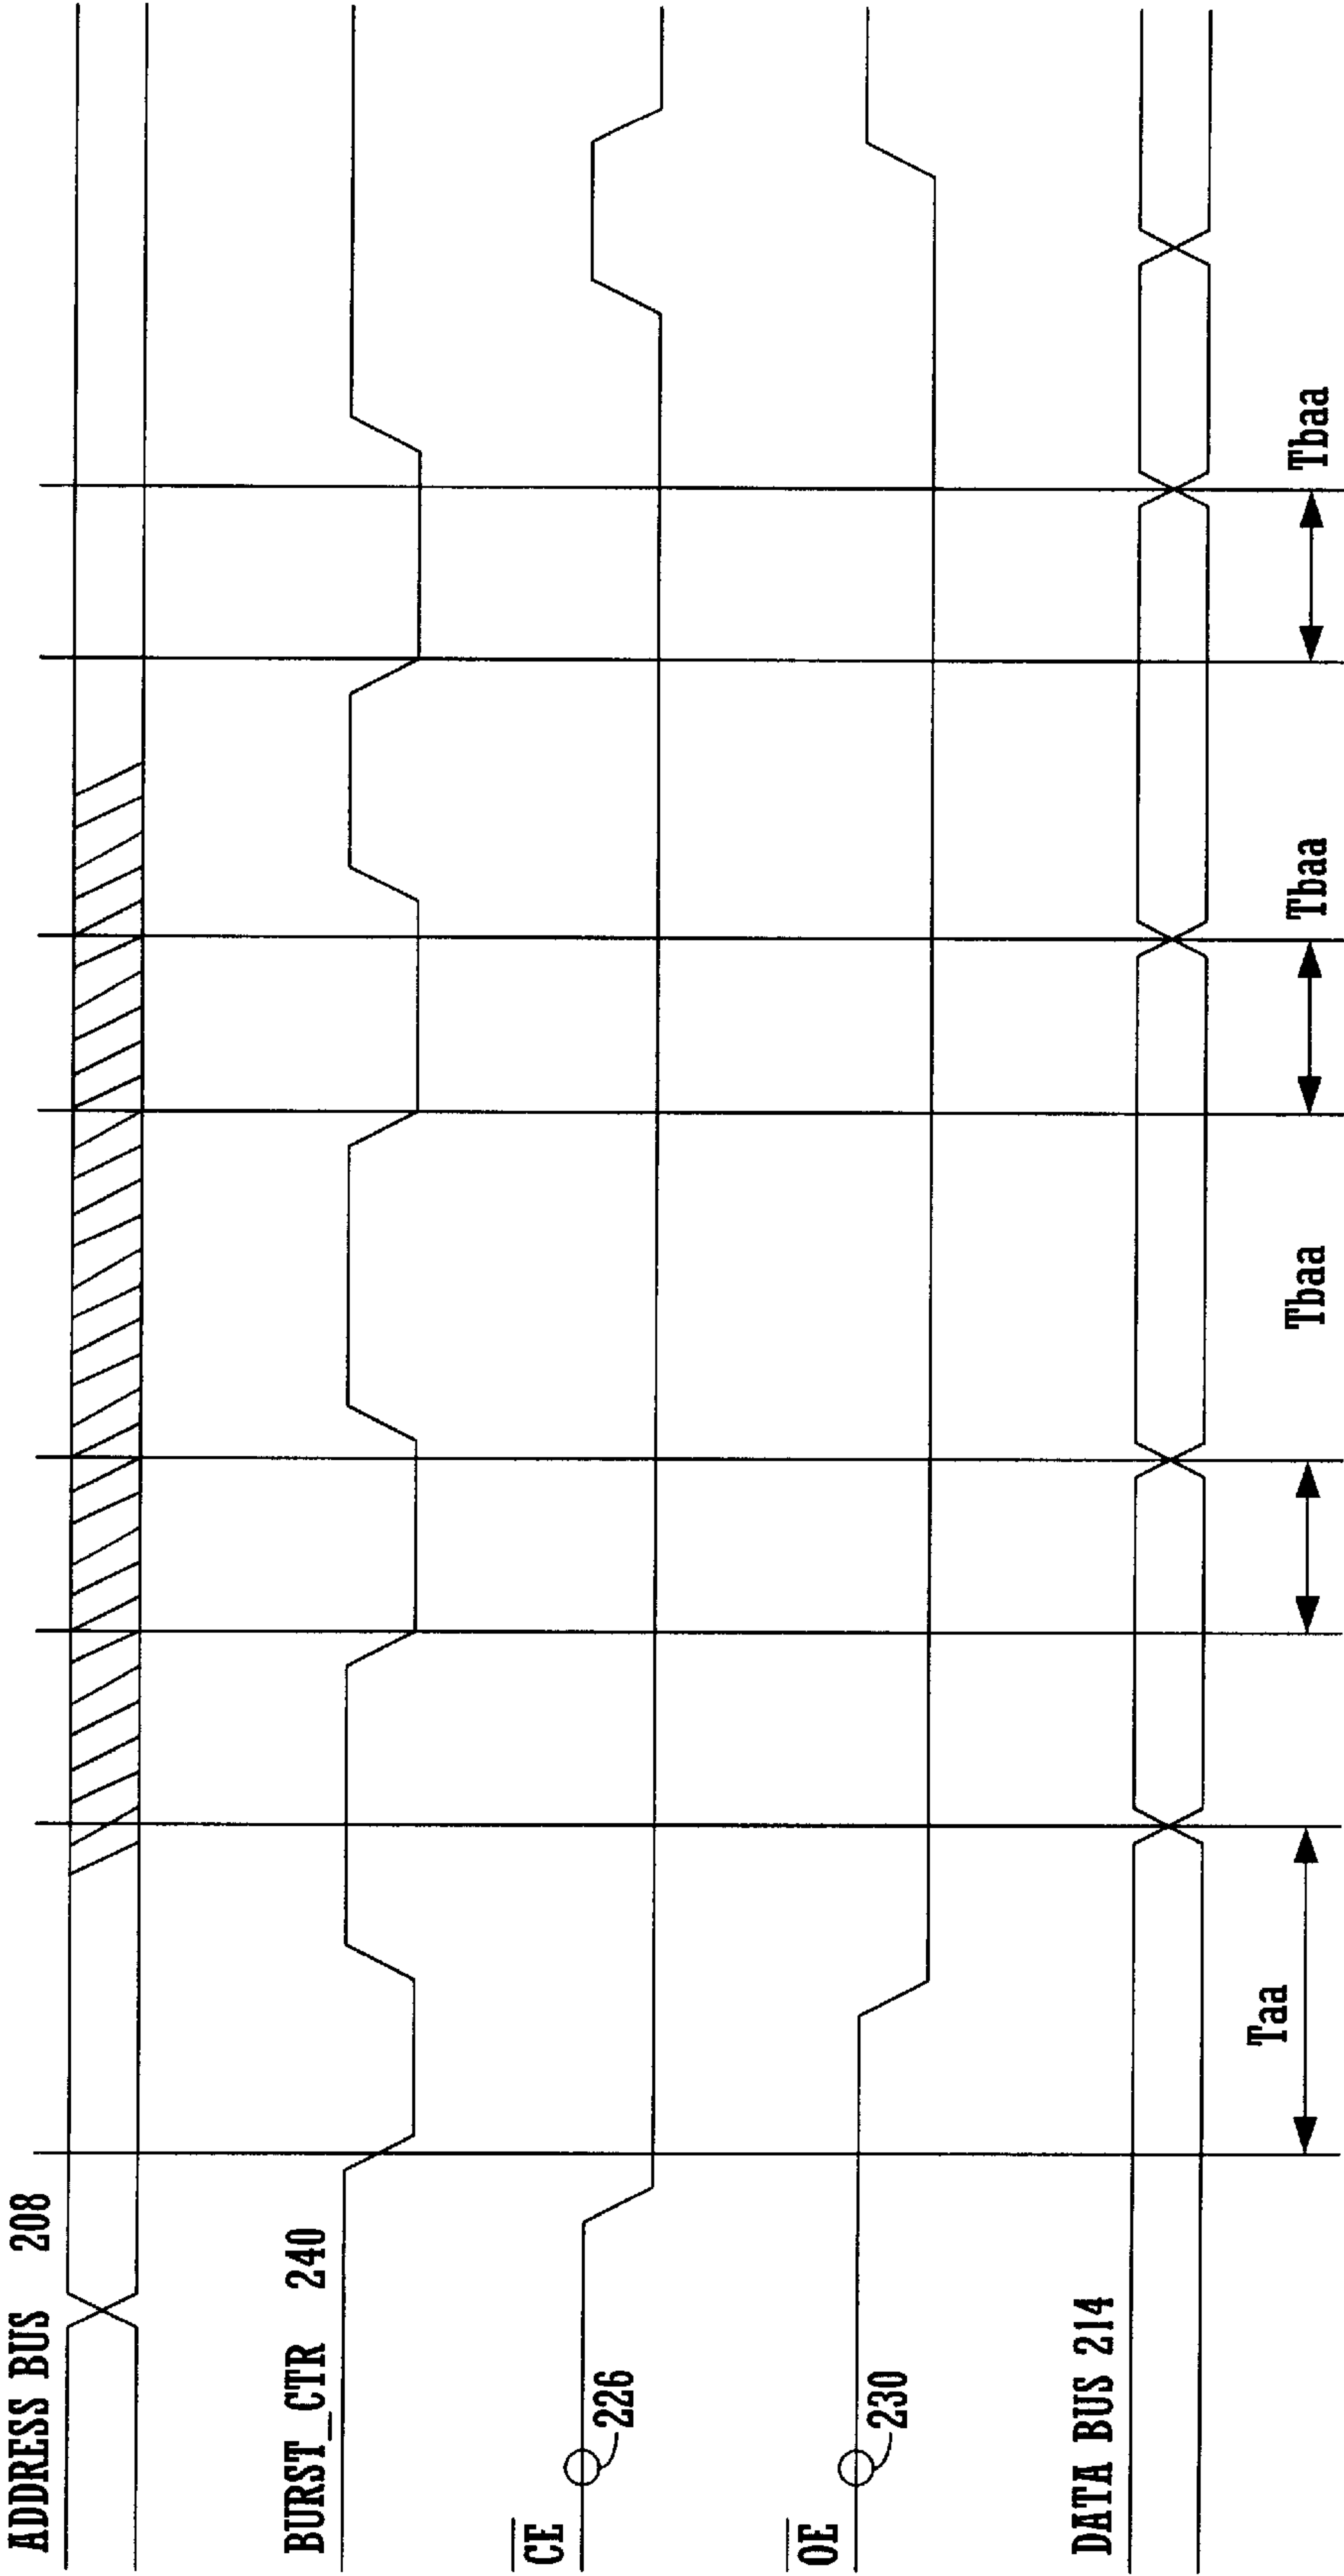 ADDRESS BUS 208
BURST_CTR 240
CE
226
OE
230
DATA BUS 214
Taa
Tbaa
Tbaa
Tbaa